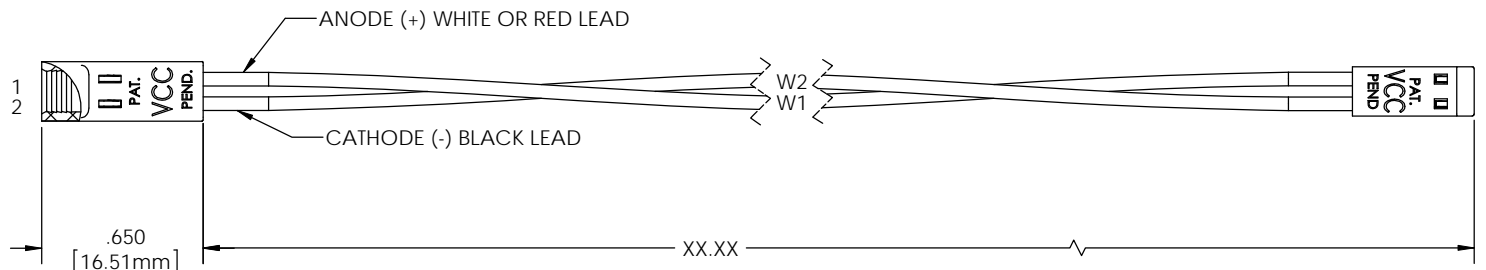 ANODE (+) WHITE OR RED LEAD
1
2
PAT.
VCC
PEND.
W2
W1
PAT.
VCC
PEND
CATHODE (-) BLACK LEAD
.650
[16.51mm]
XX.XX